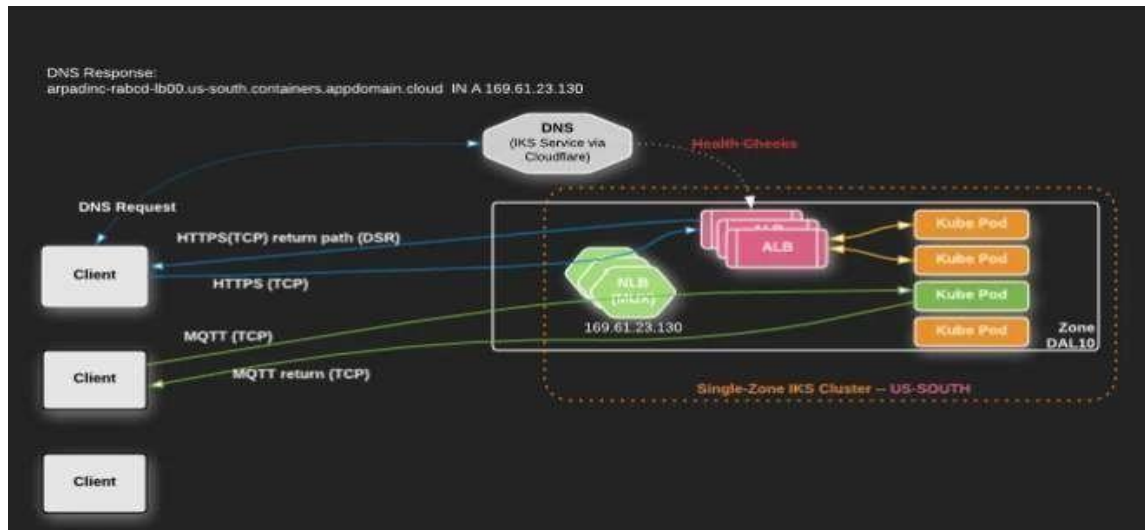 DNS Response:
arpadinc-rabcd-lb00.us-south.containers.appdomain.cloud IN A 169.61.23.130
DNS
(IKS Service via
Cloudflare)
Health Checks
DNS Request
HTTPS(TCP) return path (DSR)
Client
HTTPS (TCP)
ALB
ALB
Kube Pod
Kube Pod
NLB
(MUX)
Kube Pod
169.61.23.130
MQTT (TCP)
Kube Pod
Zone
DAL10
MQTT return (TCP)
Client
Single-Zone IKS Cluster -- US-SOUTH
Client